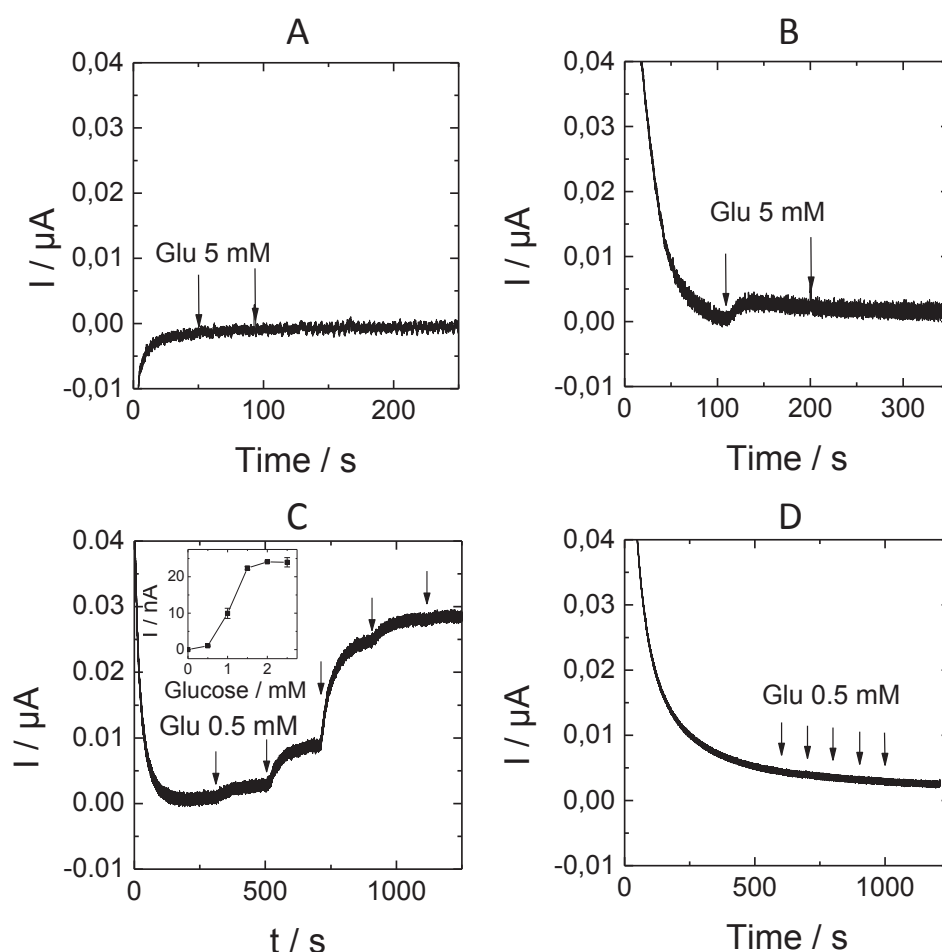 A
0,04
0,03
0,02
0,01
0,00
-0,01
I / µA
Glu 5 mM
0
100
200
Time / s
B
0,04
0,03
0,02
0,01
0,00
-0,01
I / µA
Glu 5 mM
0
100
200
300
Time / s
C
0.04
0.03
0.02
0.01
0.00
-0.01
I / µA
20
10
0
I / nA
0
1
2
Glucose / mM
Glu 0.5 mM
0
500
1000
t / s
D
0,04
0,03
0,02
0,01
0,00
-0,01
I / µA
Glu 0.5 mM
0
500
1000
Time / s